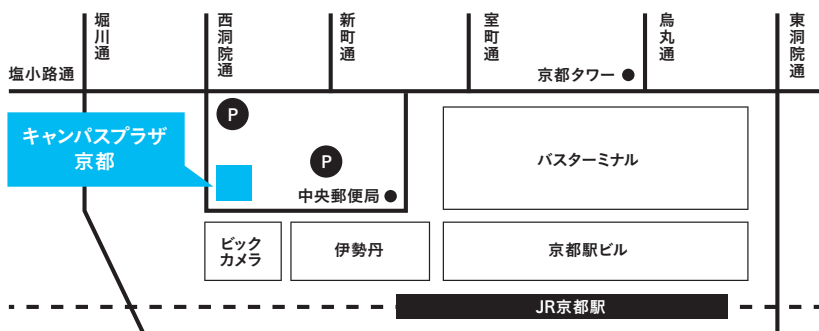 堀川通
西洞院通
新町通
室町通
烏丸通
東洞院通
塩小路通
京都タワー
P
キャンパスプラザ
京都
P
バスターミナル
中央郵便局
ビック
カメラ
伊勢丹
京都駅ビル
JR京都駅